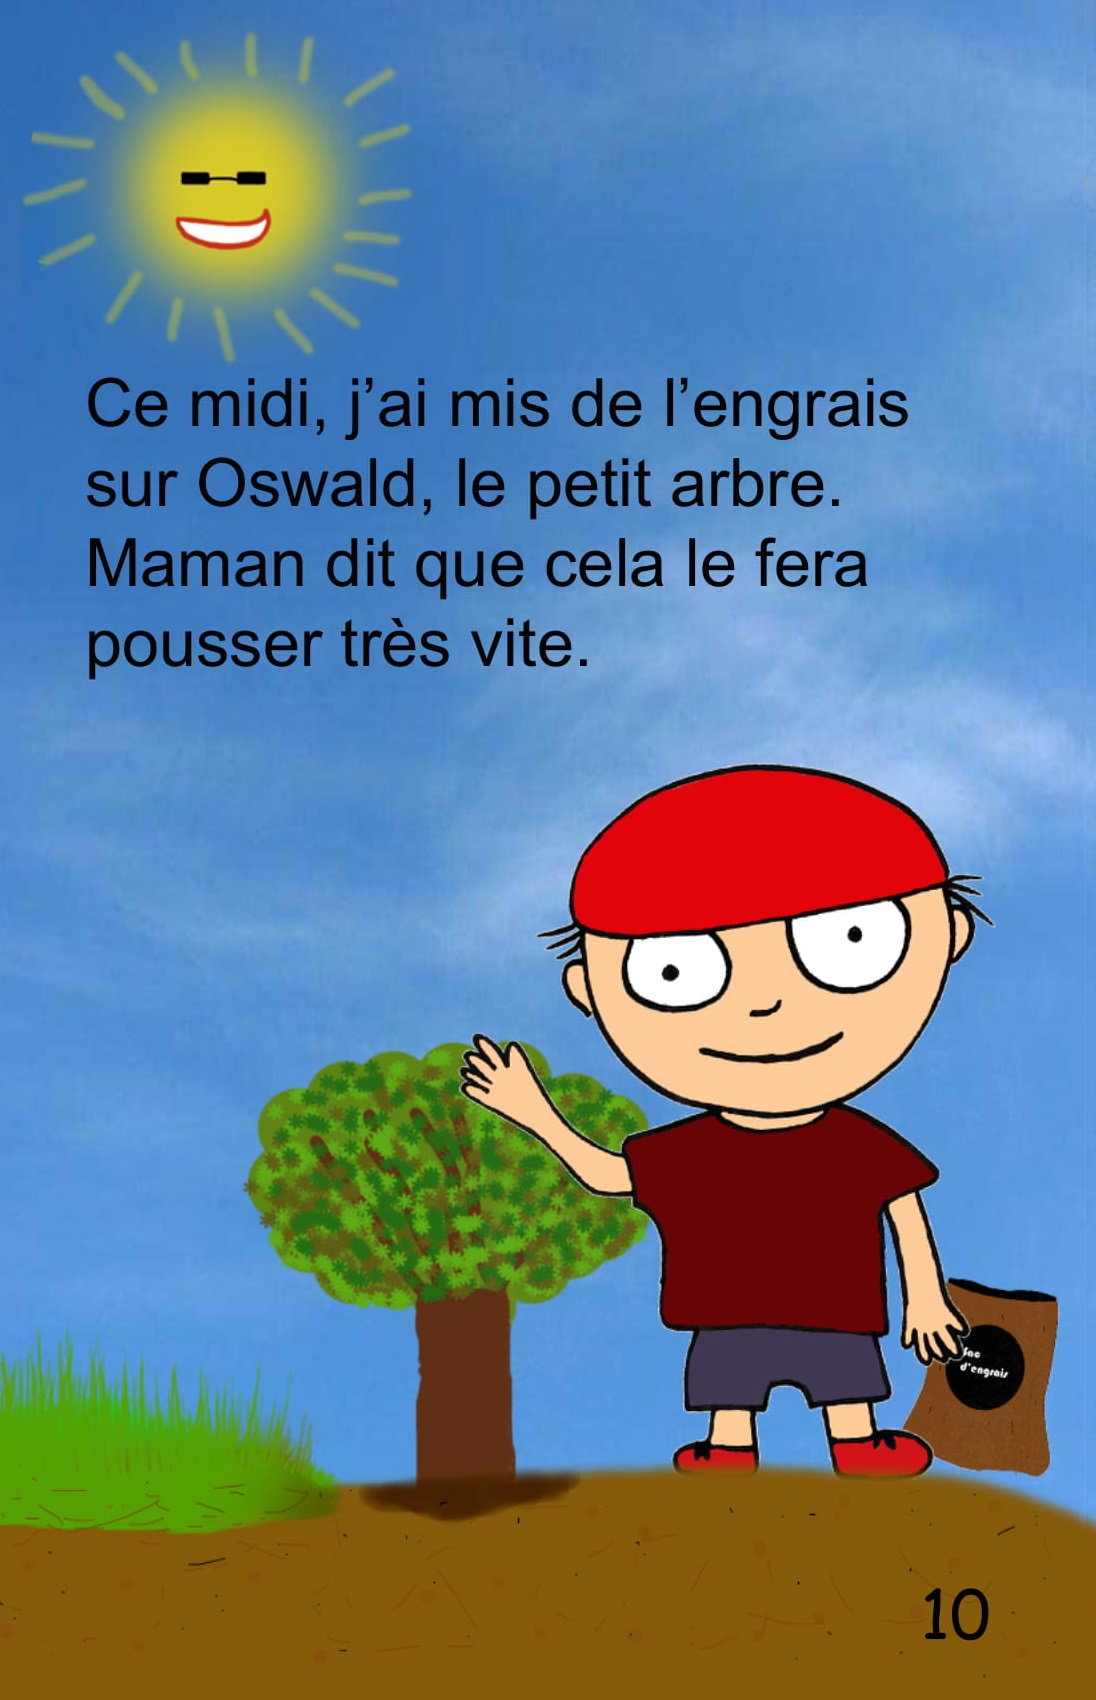 Ce midi, j’ai mis de l’engrais
sur Oswald, le petit arbre.
Maman dit que cela le fera
pousser très vite.
Sac
d'engrais
10